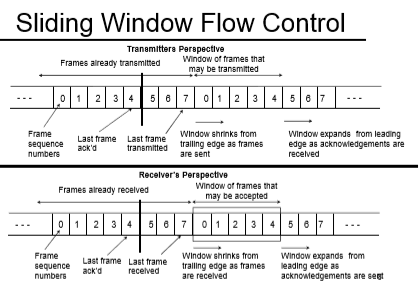 Sliding Window Flow Control
Transmitters Perspective
Frames already transmitted
Window of frames that
may be transmitted
--- 0 1 2 3 4 5 6 7 0 1 2 3 4 5 6 7 ---
Frame
sequence
numbers
Last frame
ack'd
Last frame
transmitted
Window shrinks from
trailing edge as frames
are sent
Window expands from leading
edge as acknowledgements are
received
Receiver's Perspective
Frames already received
Window of frames that
may be accepted
--- 0 1 2 3 4 5 6 7 0 1 2 3 4 5 6 7 ---
Frame
sequence
numbers
Last frame
ack'd
Last frame
received
Window shrinks from
trailing edge as frames
are received
Window expands from
leading edge as
acknowledgements are sent